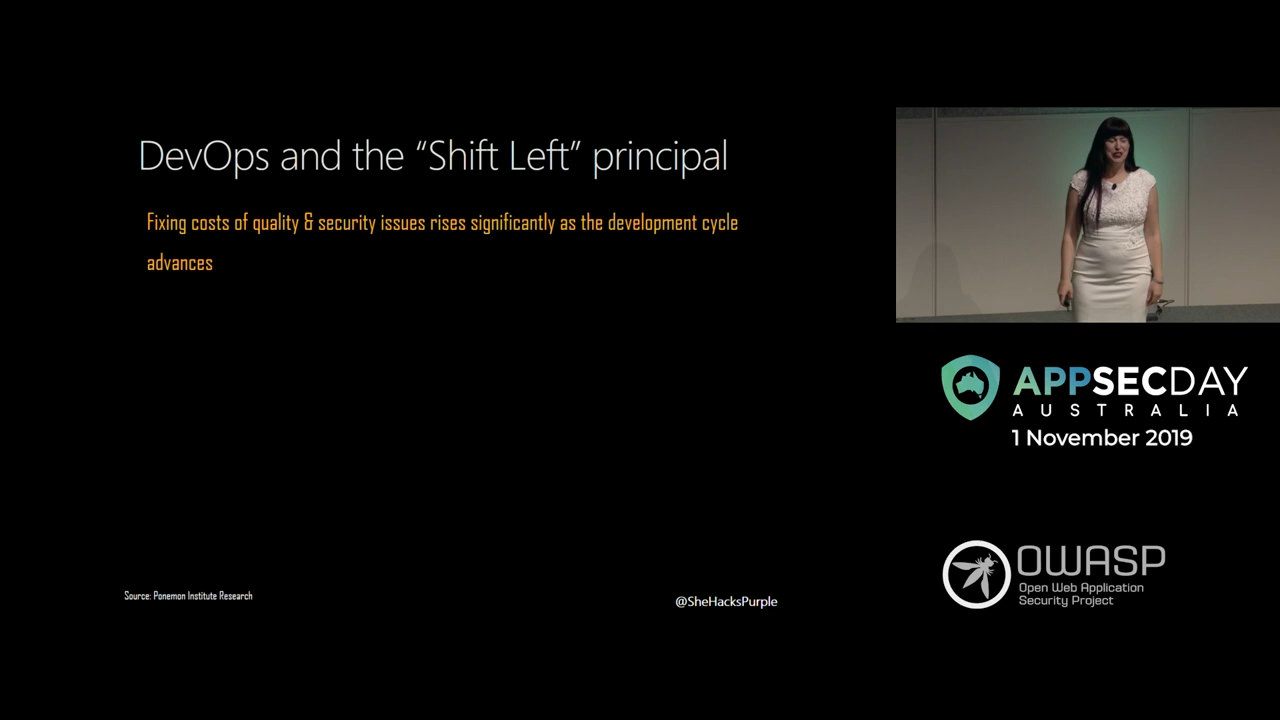 DevOps and the “Shift Left” principal
Fixing costs of quality & security issues rises significantly as the development cycle
advances
Source: Ponemon Institute Research
@SheHacksPurple
APPSECDAY
AUSTRALIA
1 November 2019
OWASP
Open Web Application
Security Project